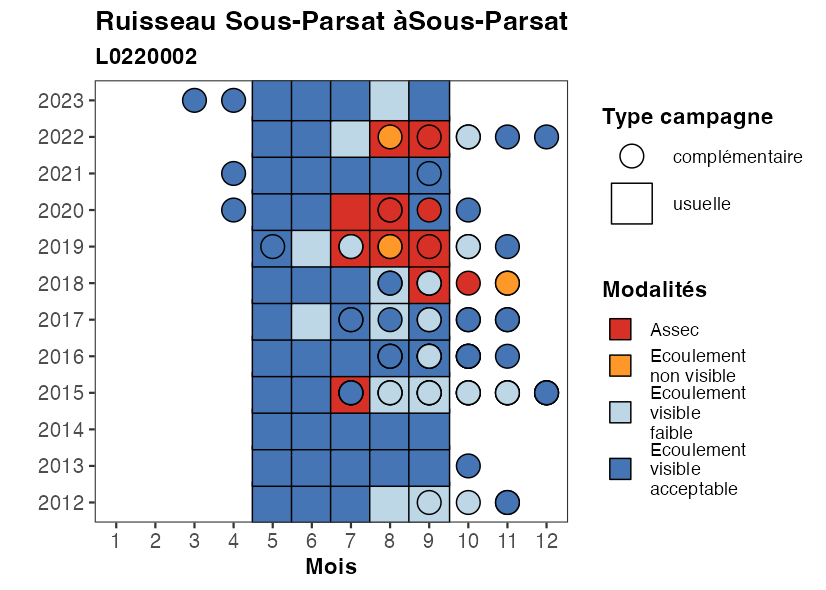 Ruisseau Sous-Parsat àSous-Parsat
L0220002
2023
2022
2021
2020
2019
2018
2017
2016
2015
2014
2013
2012
1 2 3 4 5 6 7 8 9 10 11 12
Mois
Type campagne
complémentaire
usuelle
Modalités
Assec
Ecoulement
non visible
Ecoulement
visible
faible
Ecoulement
visible
acceptable